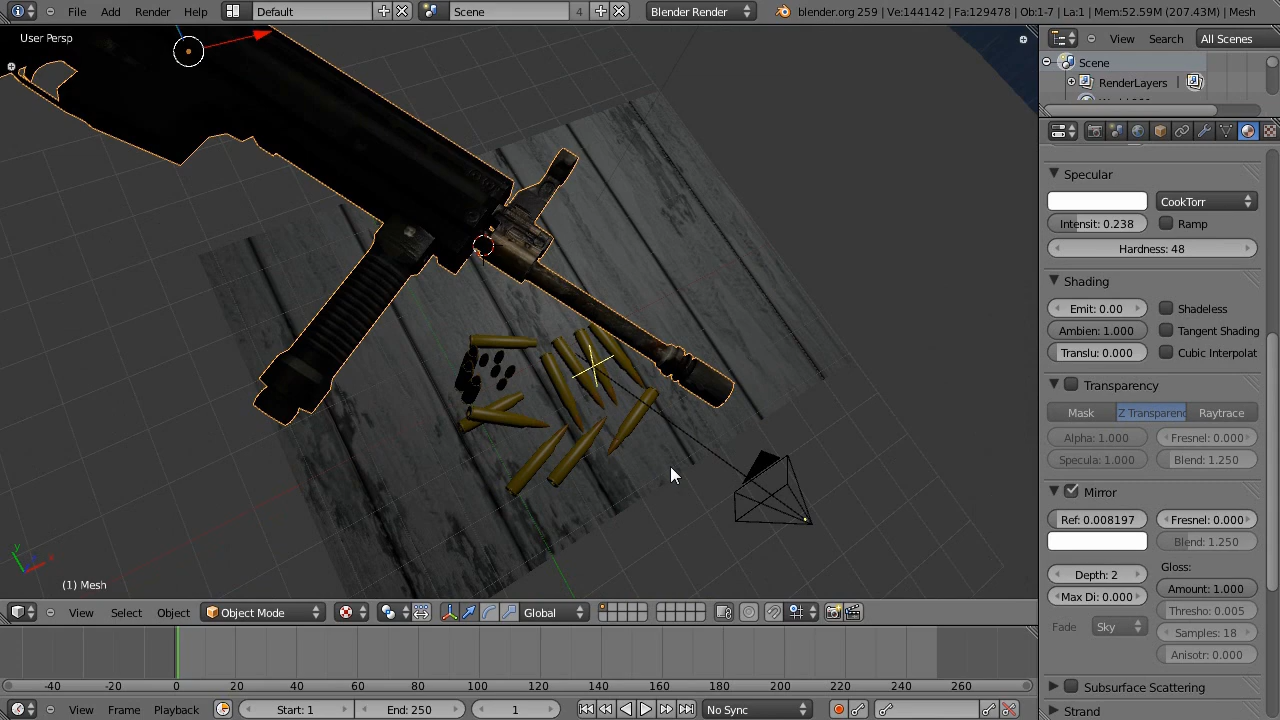 File Add Render Help Default Scene 4 Blender Render blender.org 259 | Ve:144142 | Fa:129478 | Ob:1-7 | La:1 | Mem:52.59M (207.43M) | Mesh
User Persp
View Search All Scenes
Scene
RenderLayers |
Specular
CookTorr
Intensit: 0.238 Ramp
Hardness: 48
Shading
Emit: 0.00 Shadeless
Ambien: 1.000 Tangent Shading
Translu: 0.000 Cubic Interpolat
Transparency
Mask Z Transparenc Raytrace
Alpha: 1.000 Fresnel: 0.000
Specula: 1.000 Blend: 1.250
Mirror
Ref: 0.008197 Fresnel: 0.000
Blend: 1.250
Gloss:
Depth: 2 Amount: 1.000
Max Di: 0.000 Thresho: 0.005
Fade Sky Samples: 18
Anisotr: 0.000
Subsurface Scattering
Strand
y
x
(1) Mesh
View Select Object Object Mode Global
-40 -20 0 20 40 60 80 100 120 140 160 180 200 220 240 260
View Frame Playback Start: 1 End: 250 1 No Sync